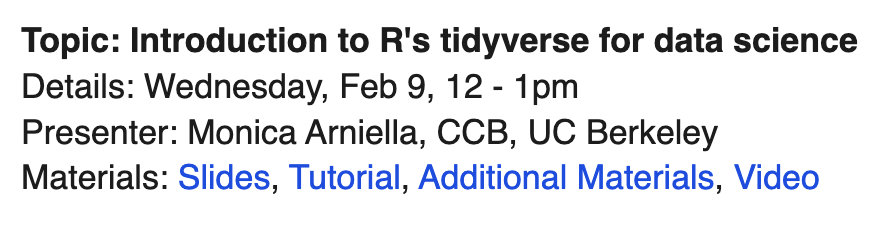 Topic: Introduction to R's tidyverse for data science
Details: Wednesday, Feb 9, 12 - 1pm
Presenter: Monica Arniella, CCB, UC Berkeley
Materials: Slides, Tutorial, Additional Materials, Video